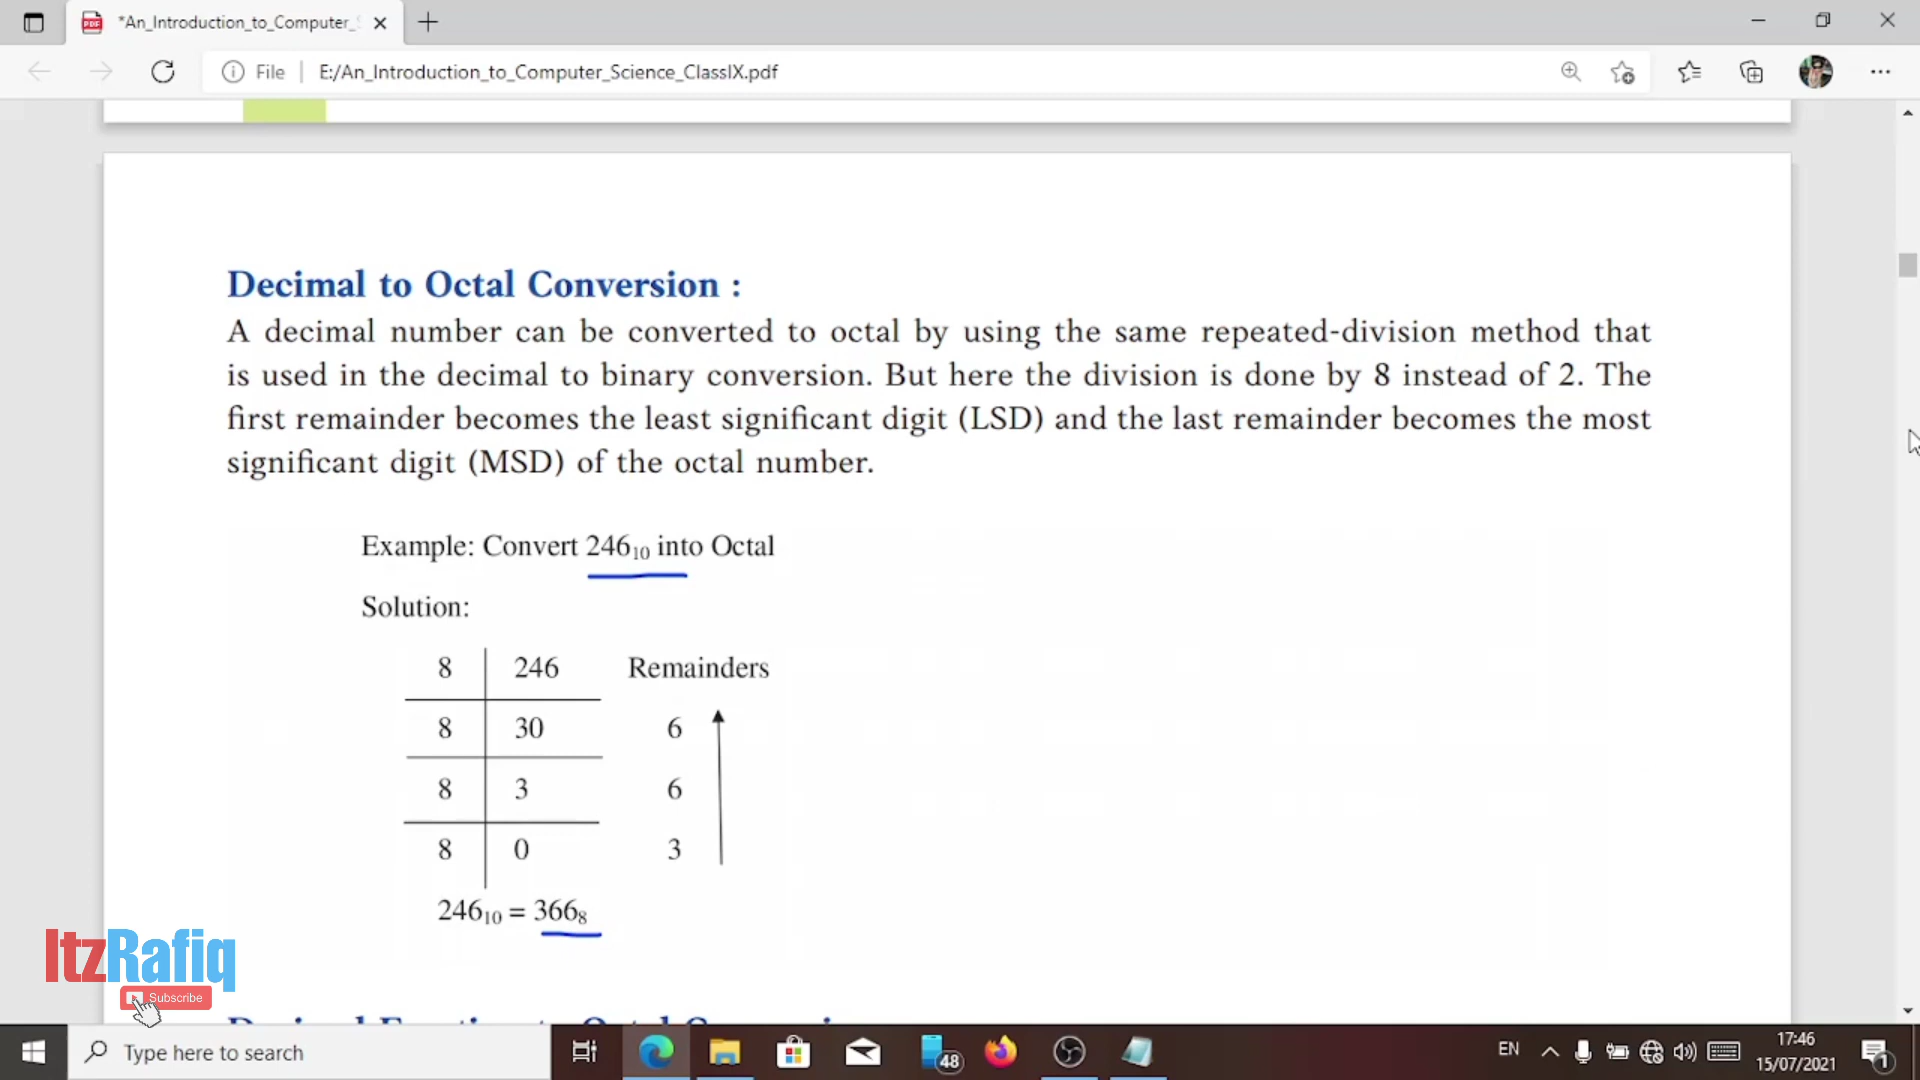 *An_Introduction_to_Computer_
File
E:/An_Introduction_to_Computer_Science_ClassIX.pdf
Decimal to Octal Conversion :
A decimal number can be converted to octal by using the same repeated-division method that
is used in the decimal to binary conversion. But here the division is done by 8 instead of 2. The
first remainder becomes the least significant digit (LSD) and the last remainder becomes the most
significant digit (MSD) of the octal number.
Example: Convert 246₁₀ into Octal
Solution:
8 246 Remainders
8 30 6
8 3 6
8 0 3
246₁₀ = 366₈
ItzRafiq
Subscribe
Type here to search
48
EN
17:46
15/07/2021
1